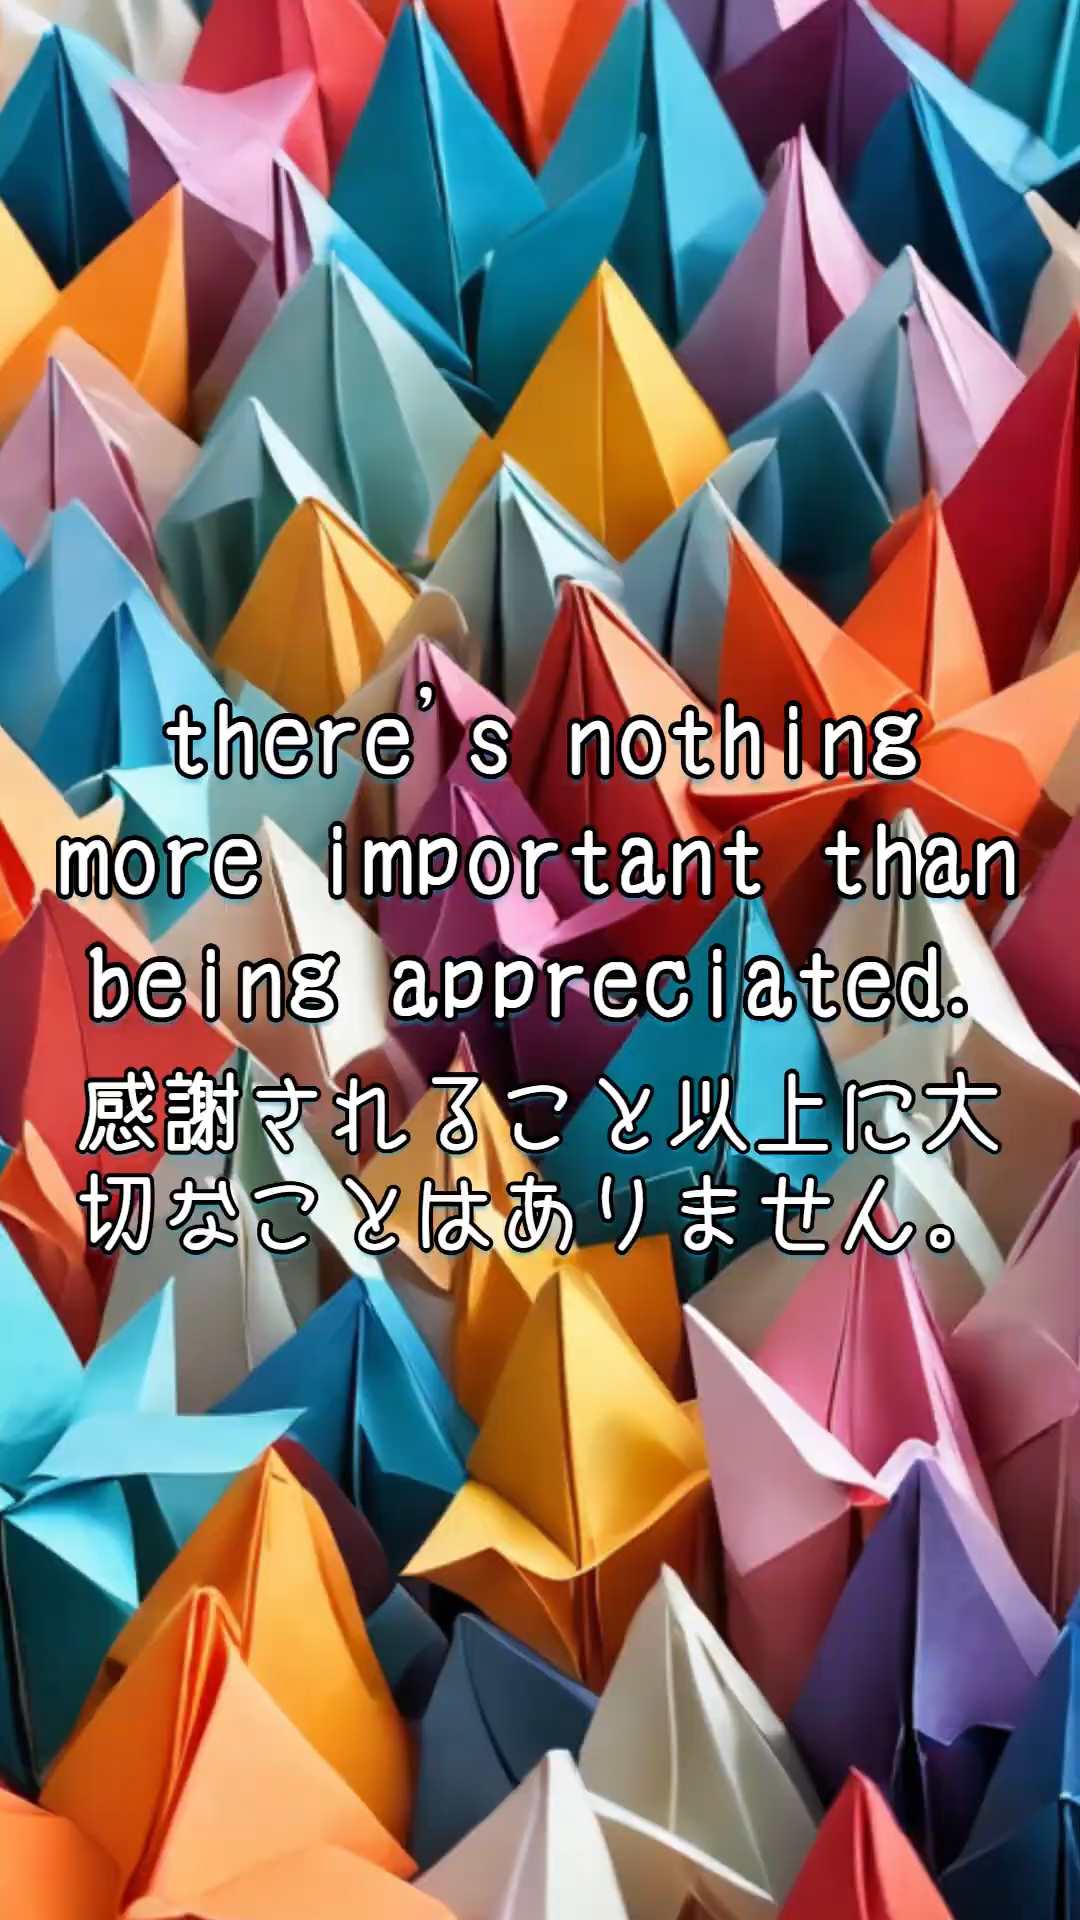 there's nothing
more important than
being appreciated.
感謝されること以上に大
切なことはありません。